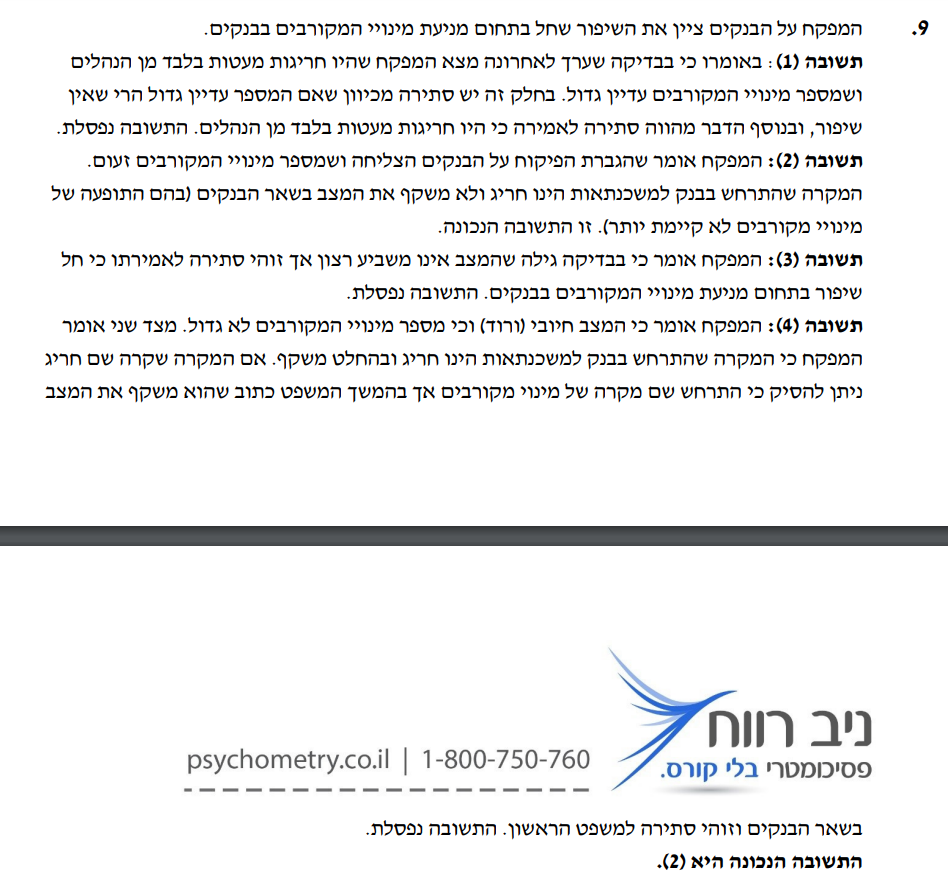 9. המפקח על הבנקים ציין את השיפור שחל בתחום מניעת מינויי המקורבים בבנקים.
תשובה (1): באומרו כי בבדיקה שערך לאחרונה מצא המפקח שהיו חריגות מעטות בלבד מן הנהלים
ושמספר מינויי המקורבים עדיין גדול. בחלק זה יש סתירה מכיוון שאם המספר עדיין גדול הרי שאין
שיפור, ובנוסף הדבר מהווה סתירה לאמירה כי היו חריגות מעטות בלבד מן הנהלים. התשובה נפסלת.
תשובה (2): המפקח אומר שהגברת הפיקוח על הבנקים הצליחה ושמספר מינויי המקורבים זעום.
המקרה שהתרחש בבנק למשכנתאות הינו חריג ולא משקף את המצב בשאר הבנקים (בהם התופעה של
מינויי מקורבים לא קיימת יותר). זו התשובה הנכונה.
תשובה (3): המפקח אומר כי בבדיקה גילה שהמצב אינו משביע רצון אך זוהי סתירה לאמירתו כי חל
שיפור בתחום מניעת מינויי המקורבים בבנקים. התשובה נפסלת.
תשובה (4): המפקח אומר כי המצב חיובי (ורוד) וכי מספר מינויי המקורבים לא גדול. מצד שני אומר
המפקח כי המקרה שהתרחש בבנק למשכנתאות הינו חריג ובהחלט משקף. אם המקרה שקרה שם חריג
ניתן להסיק כי התרחש שם מקרה של מינוי מקורבים אך בהמשך המשפט כתוב שהוא משקף את המצב
ניב רווח
פסיכומטרי בלי קורס.
psychometry.co.il | 1-800-750-760
בשאר הבנקים וזוהי סתירה למשפט הראשון. התשובה נפסלת.
התשובה הנכונה היא (2).